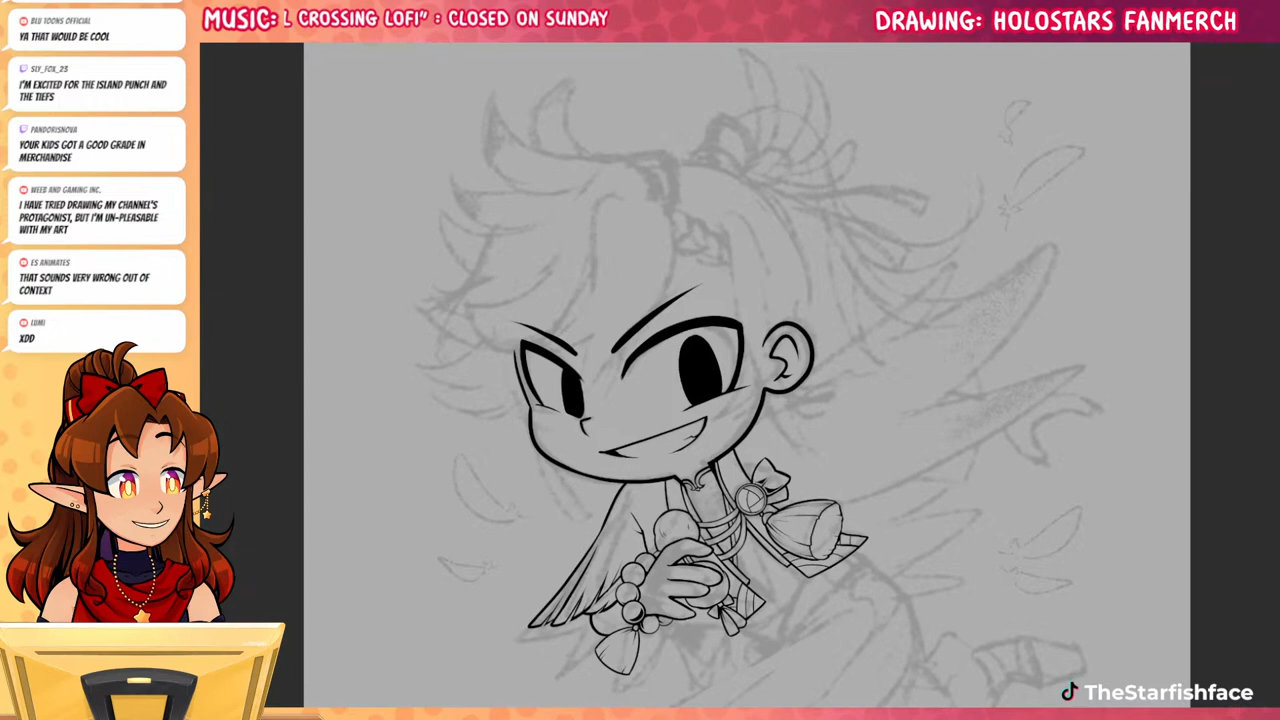 MUSIC: L CROSSING LOFI" : CLOSED ON SUNDAY
DRAWING: HOLOSTARS FANMERCH
BLU TOONS OFFICIAL
YA THAT WOULD BE COOL
SLY_FOX_23
I'M EXCITED FOR THE ISLAND PUNCH AND
THE TIEFS
PANDORISNOVA
YOUR KIDS GOT A GOOD GRADE IN
MERCHANDISE
WEEB AND GAMING INC.
I HAVE TRIED DRAWING MY CHANNEL'S
PROTAGONIST, BUT I'M UN-PLEASABLE
WITH MY ART
ES ANIMATES
THAT SOUNDS VERY WRONG OUT OF
CONTEXT
LUMI
XDD
TheStarfishface